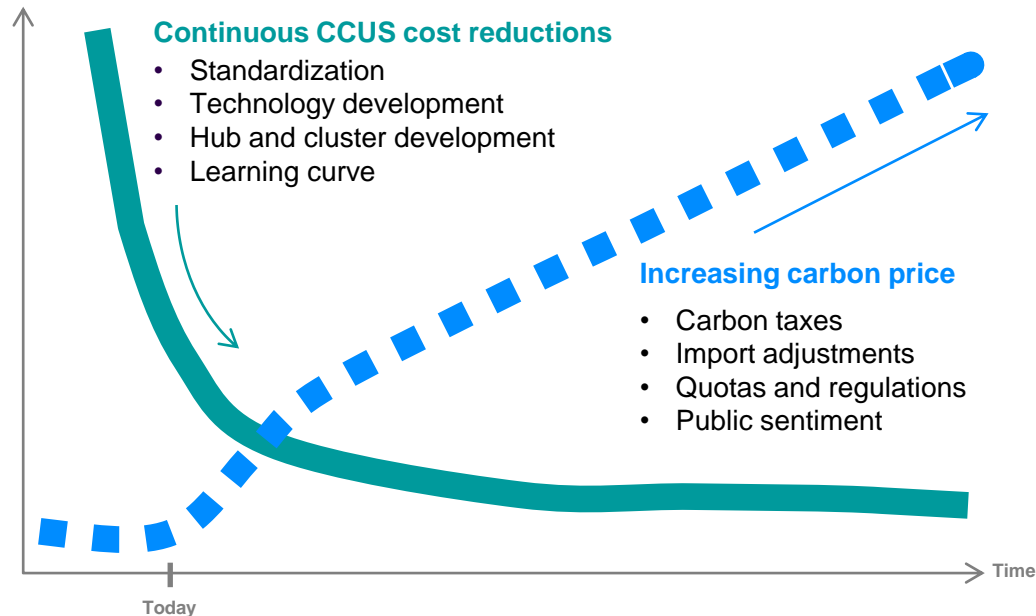 Continuous CCUS cost reductions
• Standardization
• Technology development
• Hub and cluster development
• Learning curve
Increasing carbon price
• Carbon taxes
• Import adjustments
• Quotas and regulations
• Public sentiment
Time
Today